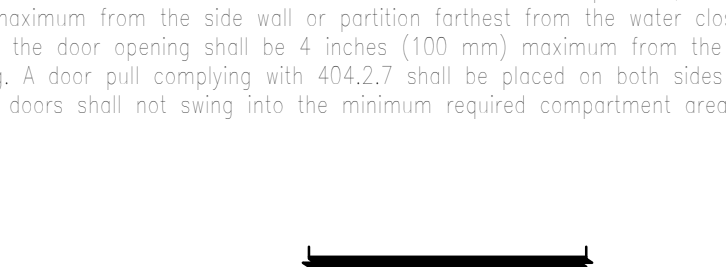 maximum from the side wall or partition farthest from the water
the door opening shall be 4 inches (100 mm) maximum from the
A door pull complying with 404.2.7 shall be placed on both sides
doors shall not swing into the minimum required compartment area